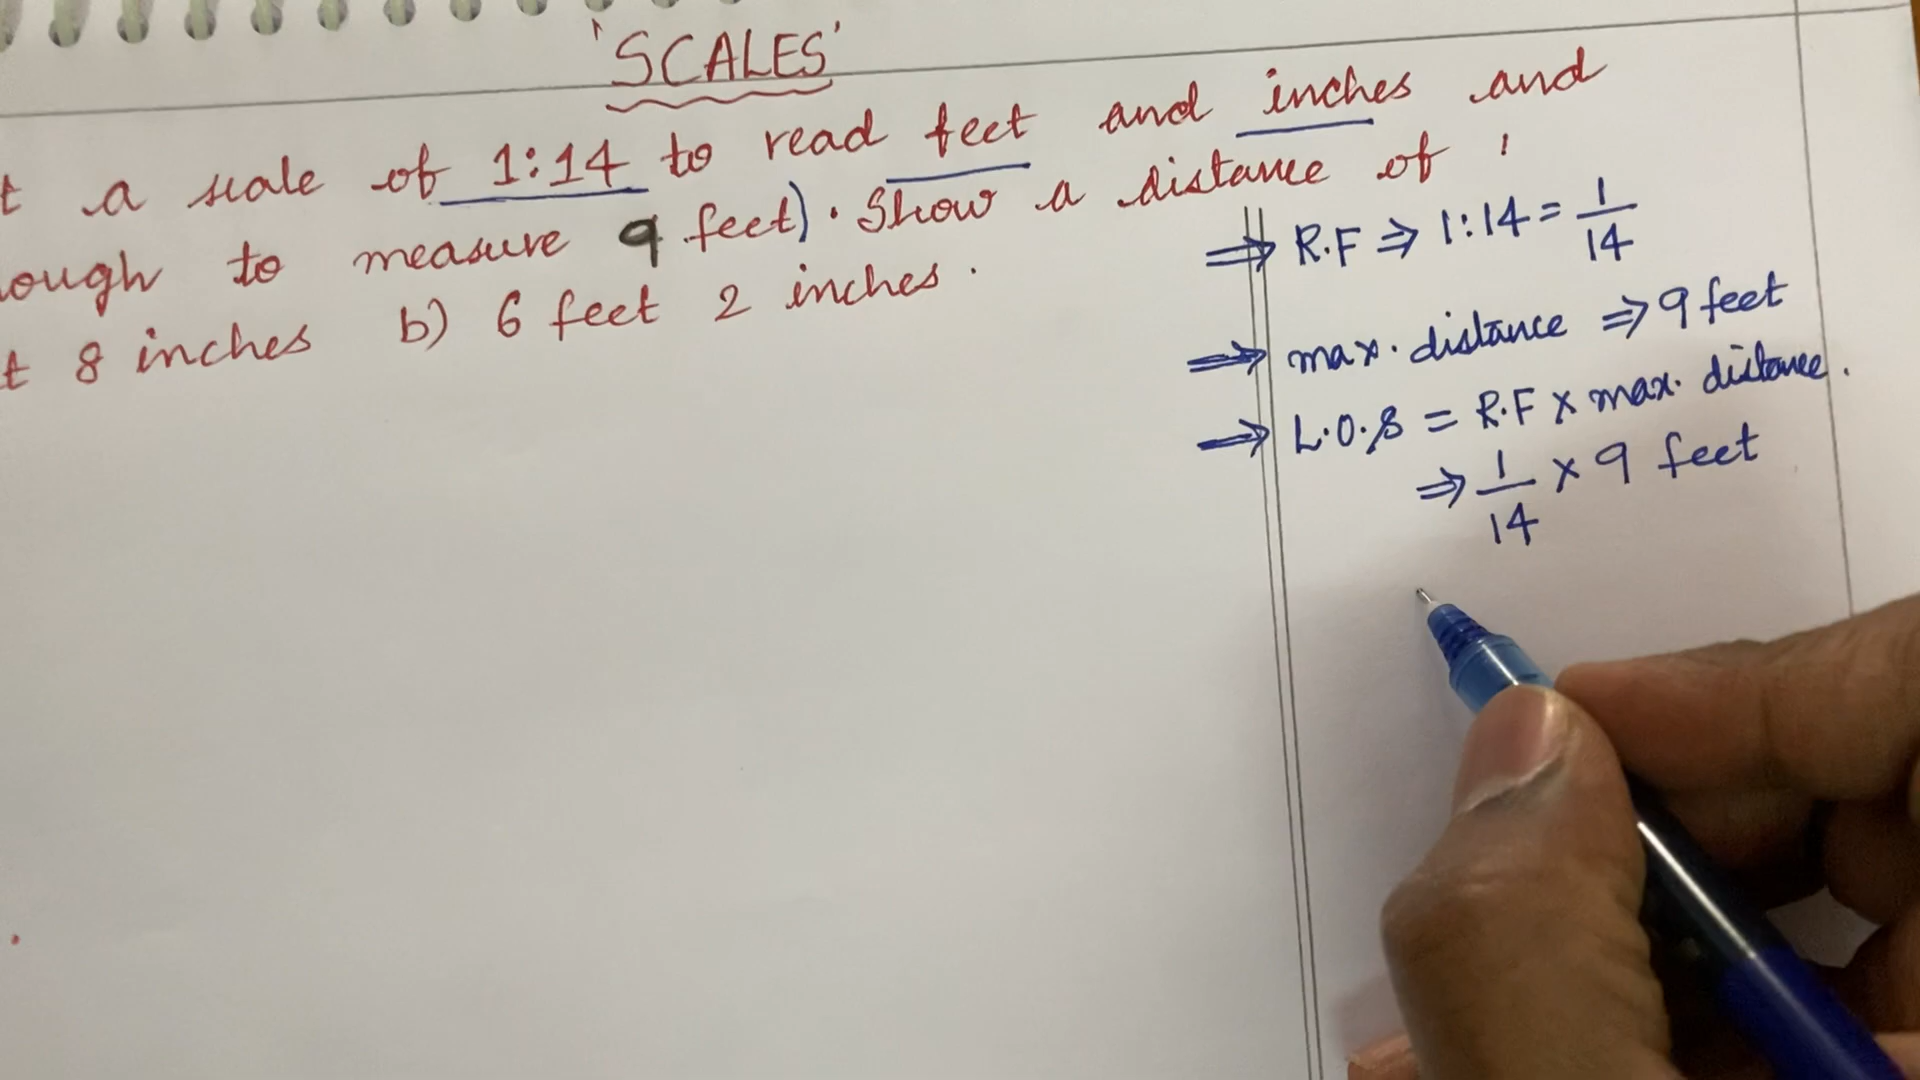 'SCALES'
a scale of 1:14 to read feet and inches and
ough to measure 9 feet). Show a distance of
t 8 inches b) 6 feet 2 inches.
⇒ R.F ⇒ 1:14 = 1/14
⇒ max. distance ⇒ 9 feet
⇒ L.O.S = R.F × max. distance.
⇒ 1/14 × 9 feet